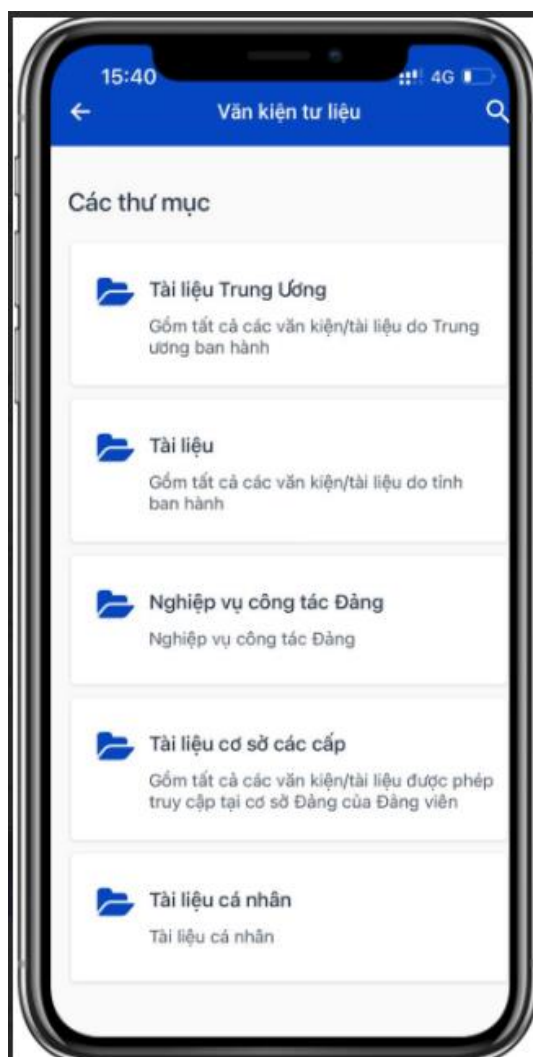 15:40
4G
Văn kiện tư liệu
Các thư mục
Tài liệu Trung Ương
Gồm tất cả các văn kiện/tài liệu do Trung
ương ban hành
Tài liệu
Gồm tất cả các văn kiện/tài liệu do tỉnh
ban hành
Nghiệp vụ công tác Đảng
Nghiệp vụ công tác Đảng
Tài liệu cơ sở các cấp
Gồm tất cả các văn kiện/tài liệu được phép
truy cập tại cơ sở Đảng của Đảng viên
Tài liệu cá nhân
Tài liệu cá nhân